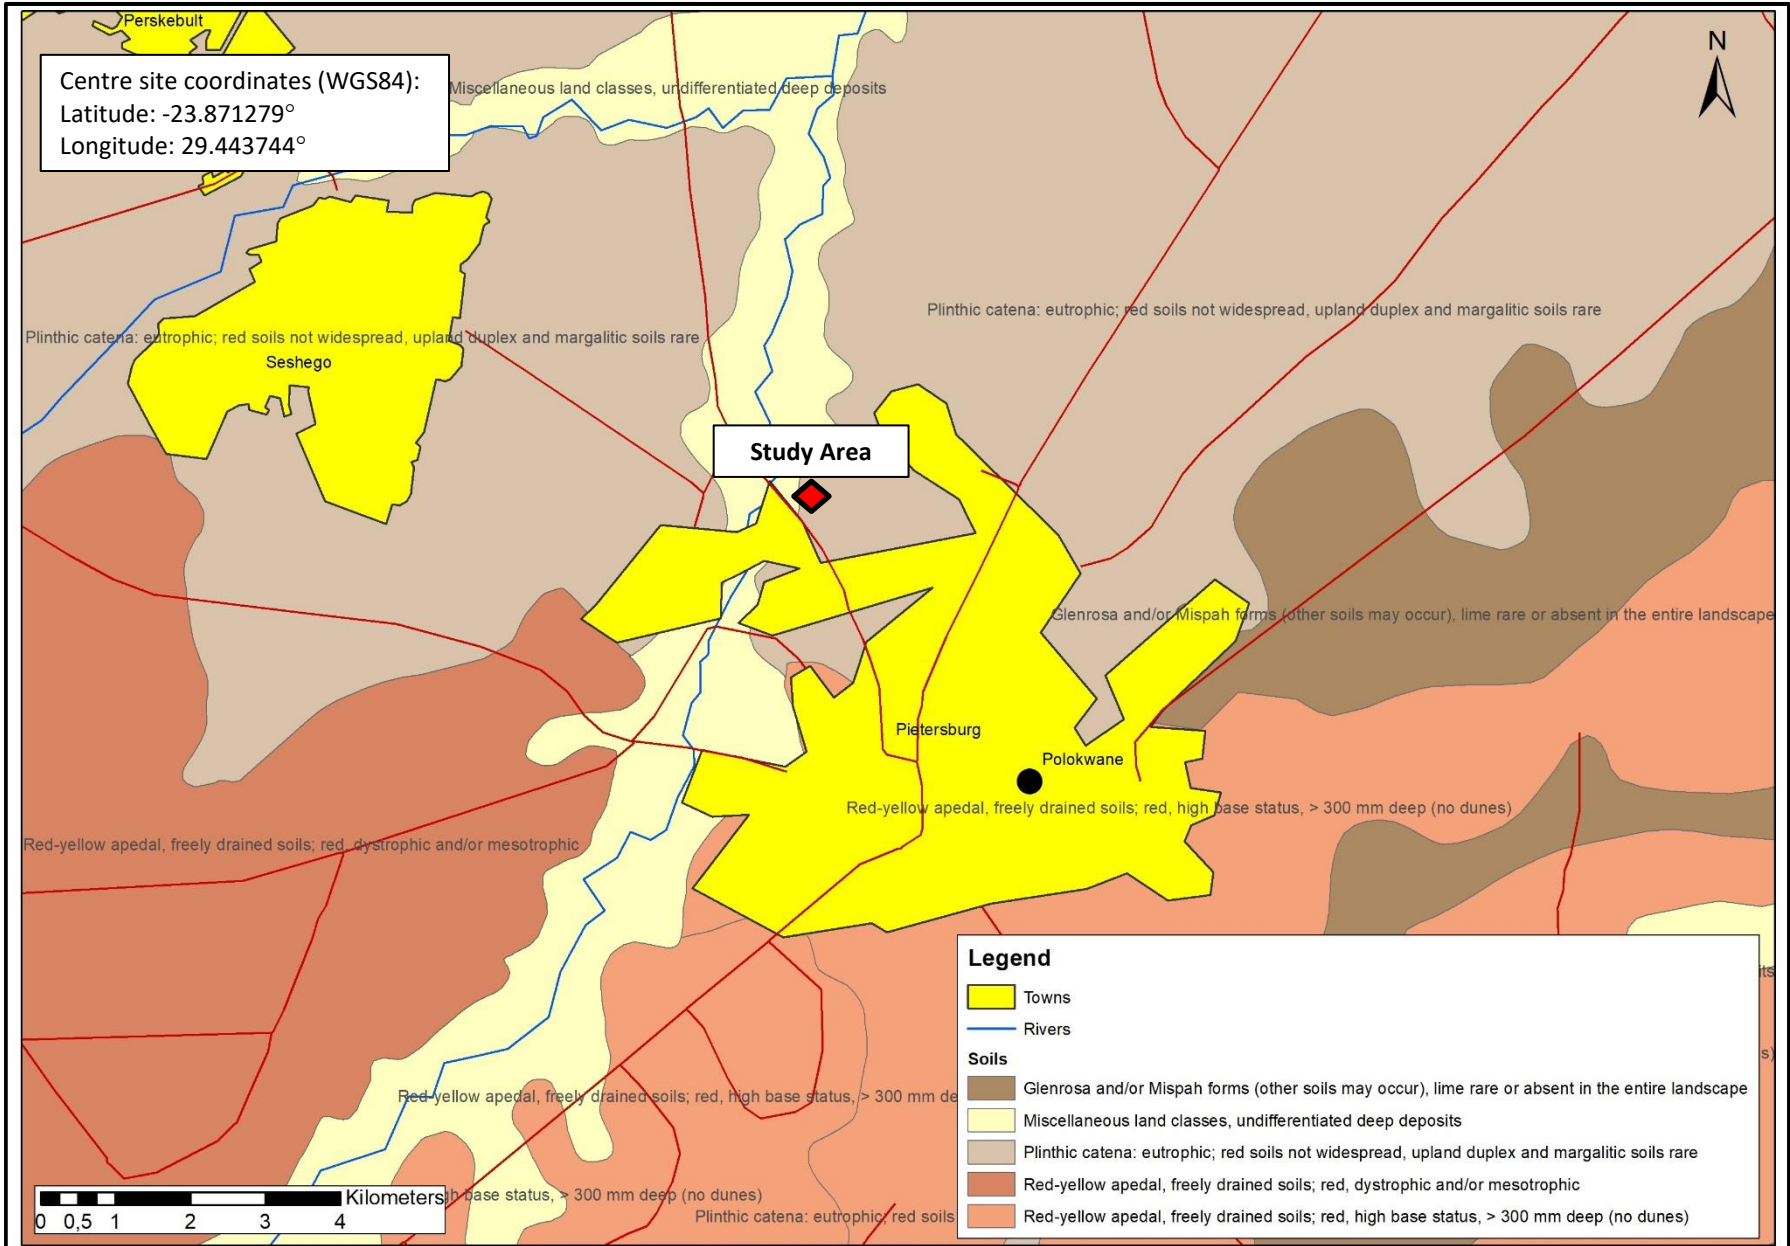 Perskebult
N
Centre site coordinates (WGS84):
Latitude: -23.871279°
Longitude: 29.443744°
Miscellaneous land classes, undifferentiated deep deposits
Plinthic catena: eutrophic; red soils not widespread, upland duplex and margalitic soils rare
Plinthic catena: eutrophic; red soils not widespread, upland duplex and margalitic soils rare
Seshego
Study Area
Glenrosa and/or Mispah forms (other soils may occur), lime rare or absent in the entire landscape
Pietersburg
Polokwane
Red-yellow apedal, freely drained soils; red, high base status, > 300 mm deep (no dunes)
Red-yellow apedal, freely drained soils; red, dystrophic and/or mesotrophic
Legend
Towns
Rivers
Soils
Glenrosa and/or Mispah forms (other soils may occur), lime rare or absent in the entire landscape
Miscellaneous land classes, undifferentiated deep deposits
Plinthic catena: eutrophic; red soils not widespread, upland duplex and margalitic soils rare
Red-yellow apedal, freely drained soils; red, dystrophic and/or mesotrophic
Red-yellow apedal, freely drained soils; red, high base status, > 300 mm deep (no dunes)
its
s)
Red-yellow apedal, freely drained soils; red, high base status, > 300 mm de
gh base status, > 300 mm deep (no dunes)
Plinthic catena: eutrophic; red soils
Kilometers
0 0,5 1 2 3 4